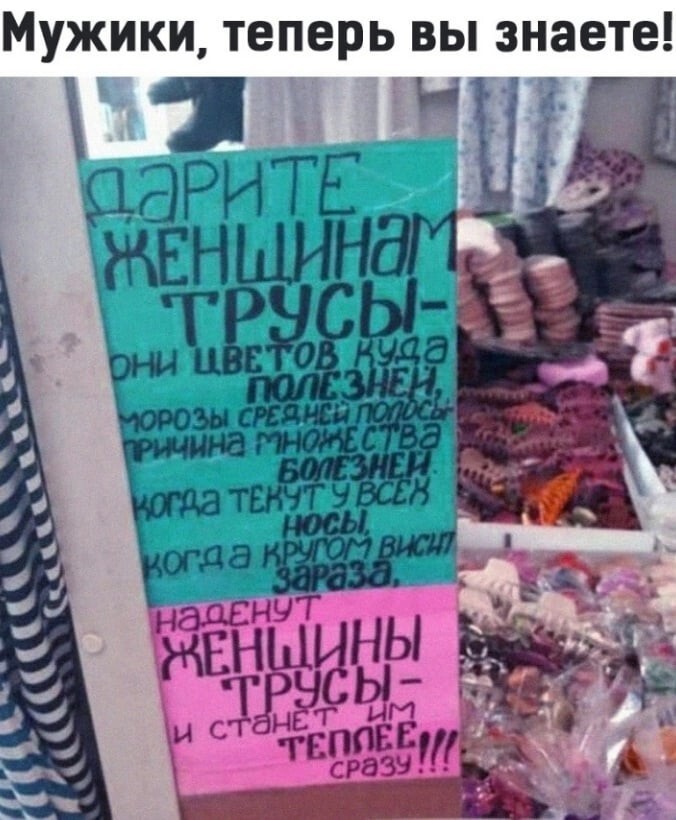 Мужики, теперь вы знаете!
ДАРИТЕ
ЖЕНЩИНАМ
ТРУСЫ-
ОНИ ЦВЕТОВ КУДА
ПОЛЕЗНЕЙ,
МОРОЗЫ СРЕДНЕЙ ПОЛОСЫ
ПРИЧИНА МНОЖЕСТВА
БОЛЕЗНЕЙ.
КОГДА ТЕКУТ У ВСЕХ
НОСЫ,
КОГДА КРУГОМ ВИСИТ
ЗАРАЗА,
НАДЕНУТ
ЖЕНЩИНЫ
ТРУСЫ-
И СТАНЕТ ИМ
ТЕПЛЕЕ
СРАЗУ!!!